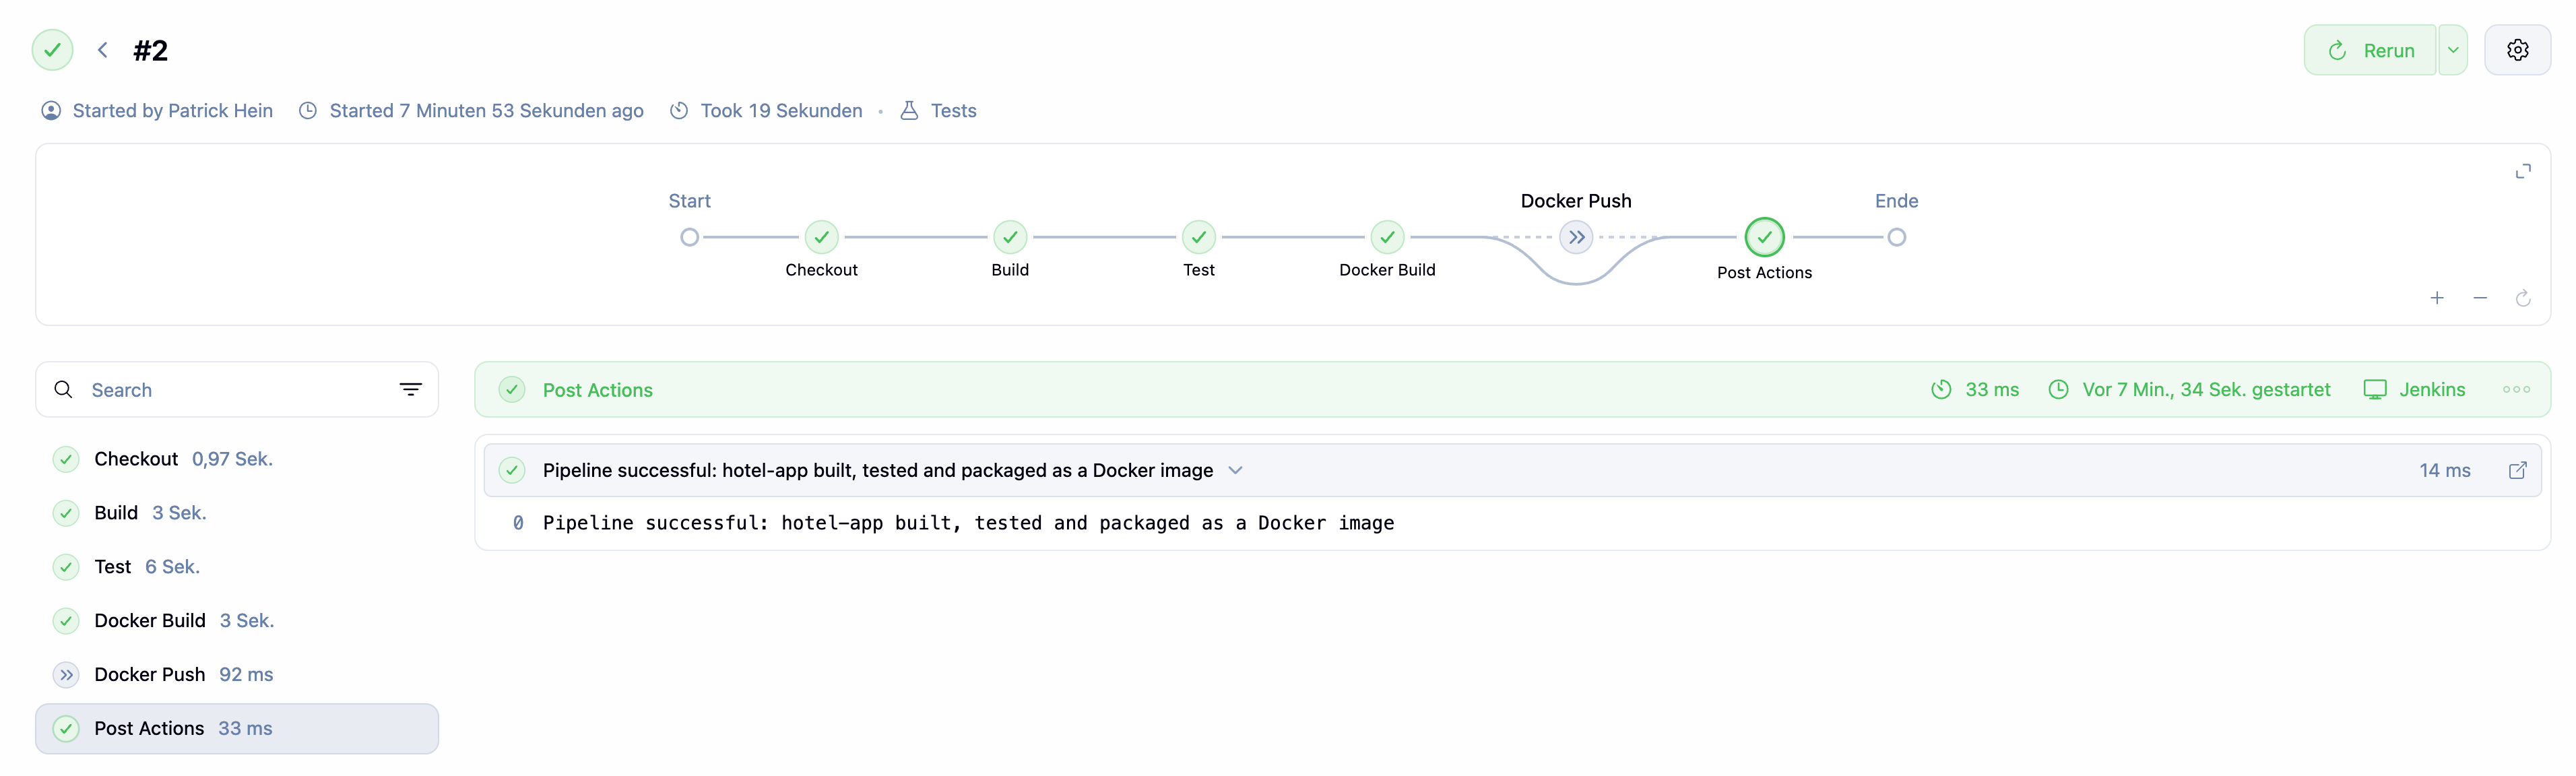 #2
Rerun
Started by Patrick Hein Started 7 Minuten 53 Sekunden ago Took 19 Sekunden • Tests
Start
Docker Push
Ende
Checkout
Build
Test
Docker Build
Post Actions
Search
Checkout 0,97 Sek.
Build 3 Sek.
Test 6 Sek.
Docker Build 3 Sek.
Docker Push 92 ms
Post Actions 33 ms
Post Actions 33 ms Vor 7 Min., 34 Sek. gestartet Jenkins
Pipeline successful: hotel-app built, tested and packaged as a Docker image 14 ms
0 Pipeline successful: hotel-app built, tested and packaged as a Docker image